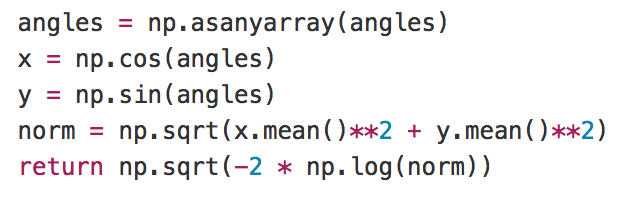 angles = np.asanyarray(angles)
x = np.cos(angles)
y = np.sin(angles)
norm = np.sqrt(x.mean()**2 + y.mean()**2)
return np.sqrt(-2 * np.log(norm))